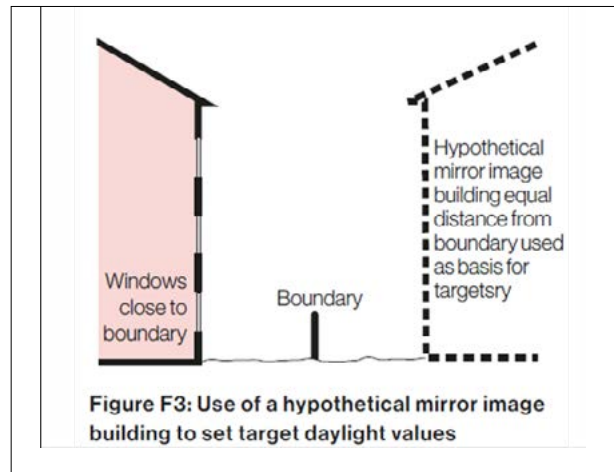 Windows
close to
boundary
Boundary
Hypothetical
mirror image
building equal
distance from
boundary used
as basis for
targetsry
Figure F3: Use of a hypothetical mirror image
building to set target daylight values